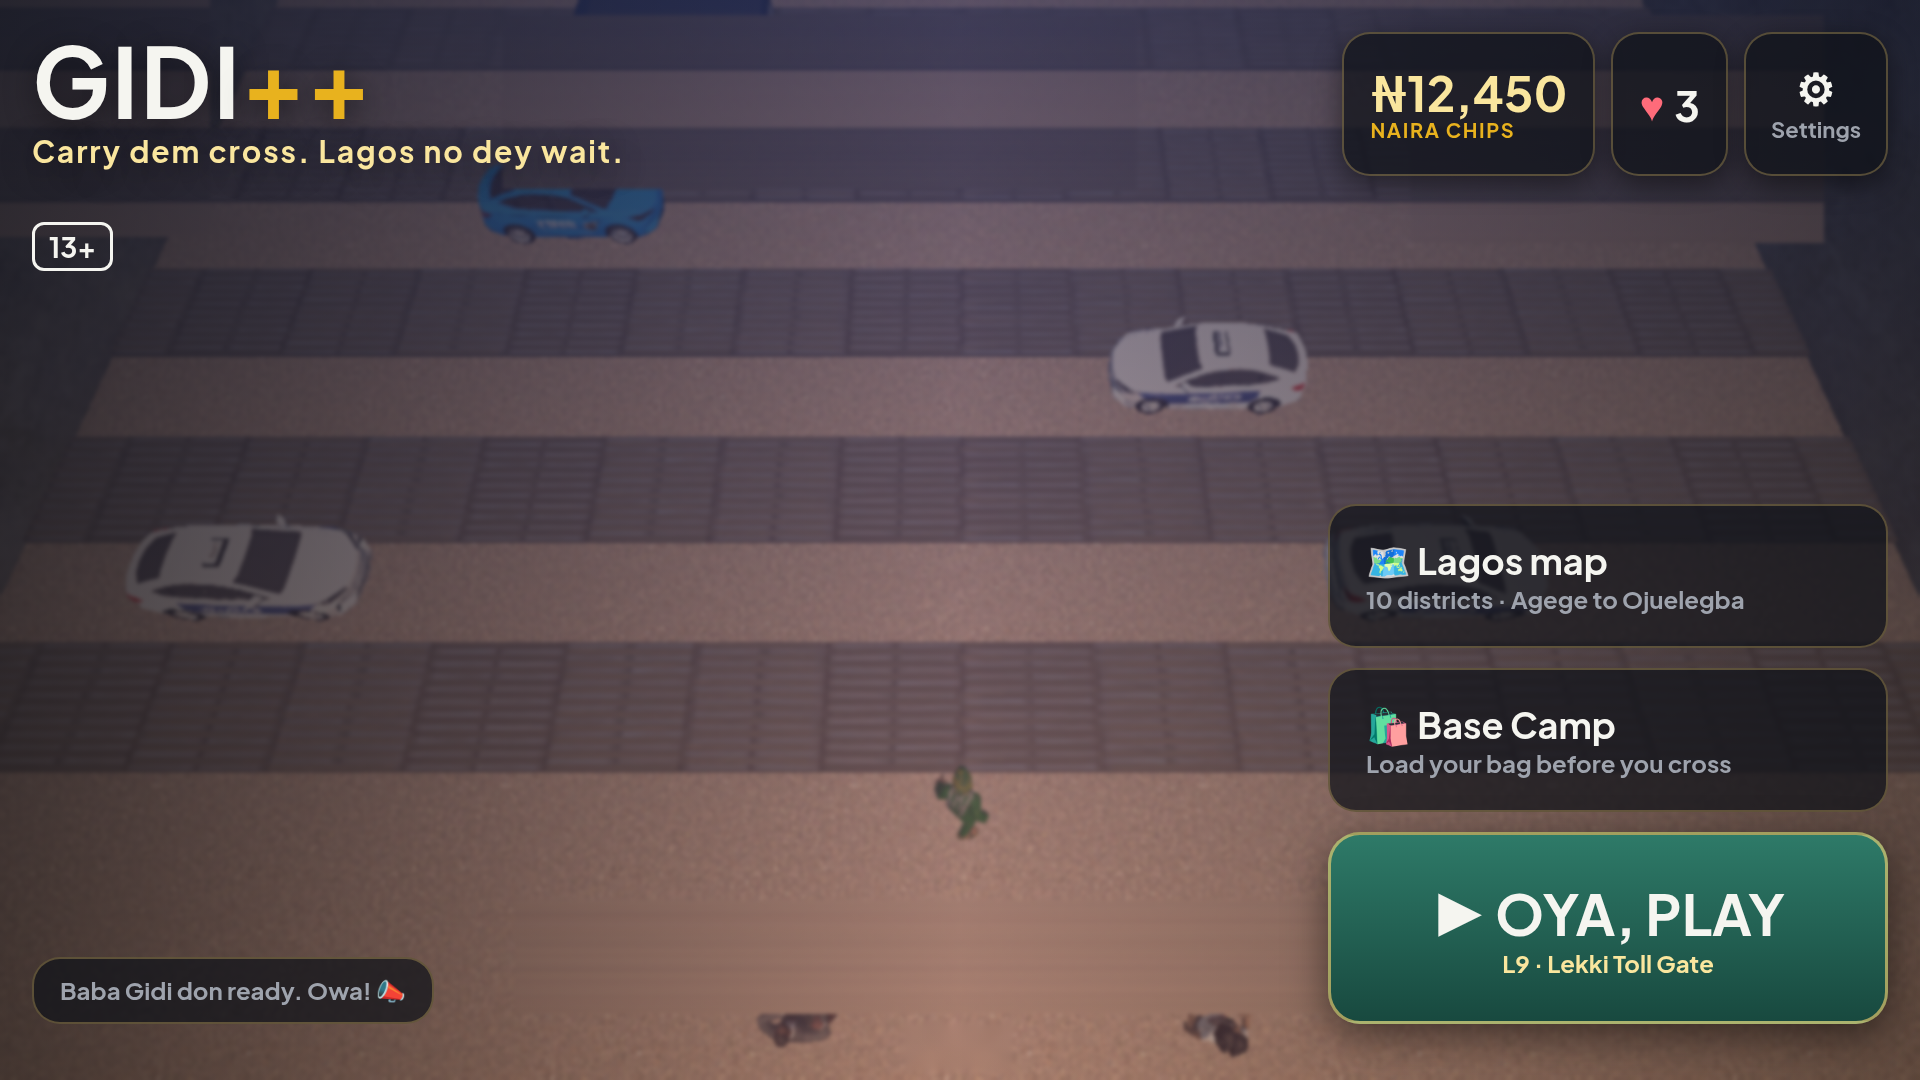 GIDI++
Carry dem cross. Lagos no dey wait.
13+
₦12,450
NAIRA CHIPS
♥ 3
⚙
Settings
🗺️ Lagos map
10 districts · Agege to Ojuelegba
🛍️ Base Camp
Load your bag before you cross
▶ OYA, PLAY
L9 · Lekki Toll Gate
Baba Gidi don ready. Owa! 📣